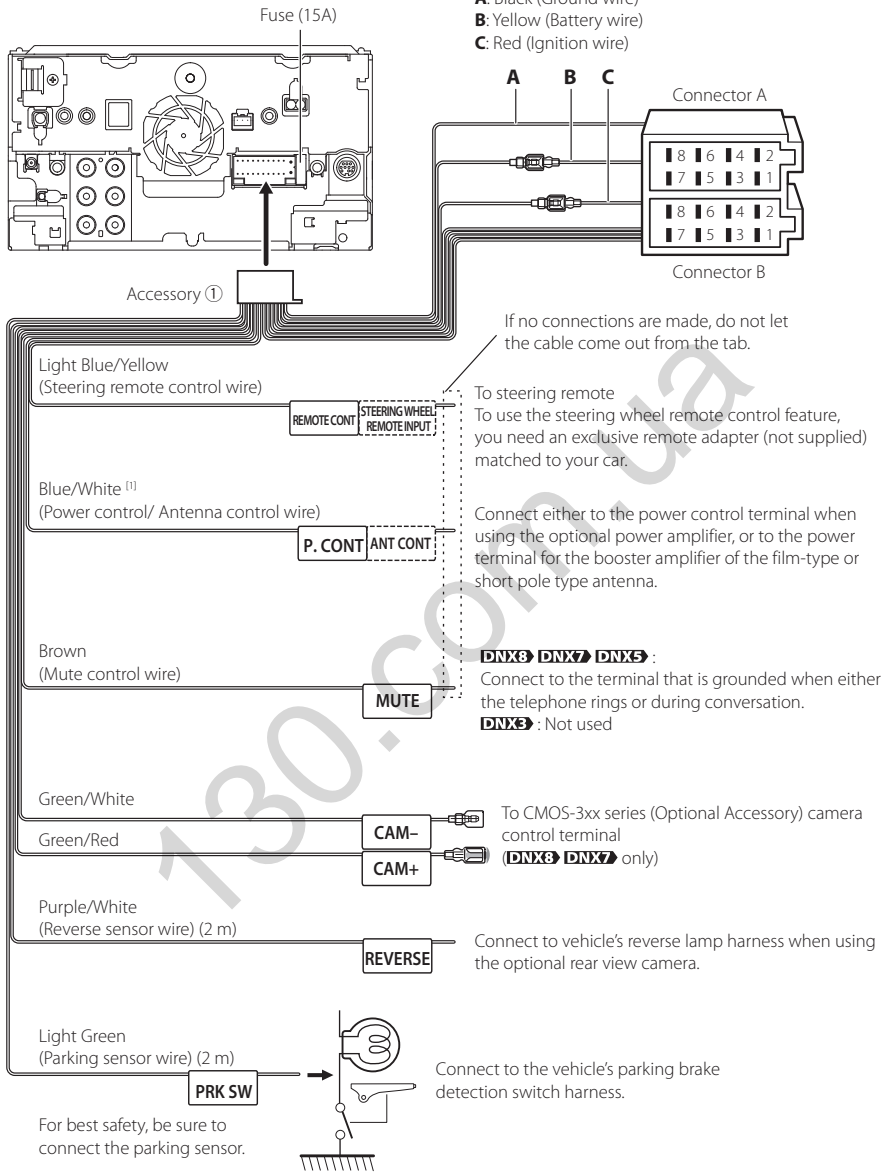 A: Black (Ground wire)
Fuse (15A)
B: Yellow (Battery wire)
C: Red (Ignition wire)
A B C
Connector A
8 6 4 2
7 5 3 1
8 6 4 2
7 5 3 1
Connector B
Accessory ①
If no connections are made, do not let
the cable come out from the tab.
Light Blue/Yellow
(Steering remote control wire)
REMOTE CONT
STEERING WHEEL
REMOTE INPUT
To steering remote
To use the steering wheel remote control feature,
you need an exclusive remote adapter (not supplied)
matched to your car.
Blue/White [1]
(Power control/ Antenna control wire)
P. CONT ANT CONT
Connect either to the power control terminal when
using the optional power amplifier, or to the power
terminal for the booster amplifier of the film-type or
short pole type antenna.
Brown
(Mute control wire)
MUTE
DNX8 DNX7 DNX5 :
Connect to the terminal that is grounded when either
the telephone rings or during conversation.
DNX3 : Not used
Green/White
CAM–
Green/Red
CAM+
To CMOS-3xx series (Optional Accessory) camera
control terminal
(DNX8 DNX7 only)
Purple/White
(Reverse sensor wire) (2 m)
REVERSE
Connect to vehicle's reverse lamp harness when using
the optional rear view camera.
Light Green
(Parking sensor wire) (2 m)
PRK SW
Connect to the vehicle's parking brake
detection switch harness.
For best safety, be sure to
connect the parking sensor.
130.com.ua